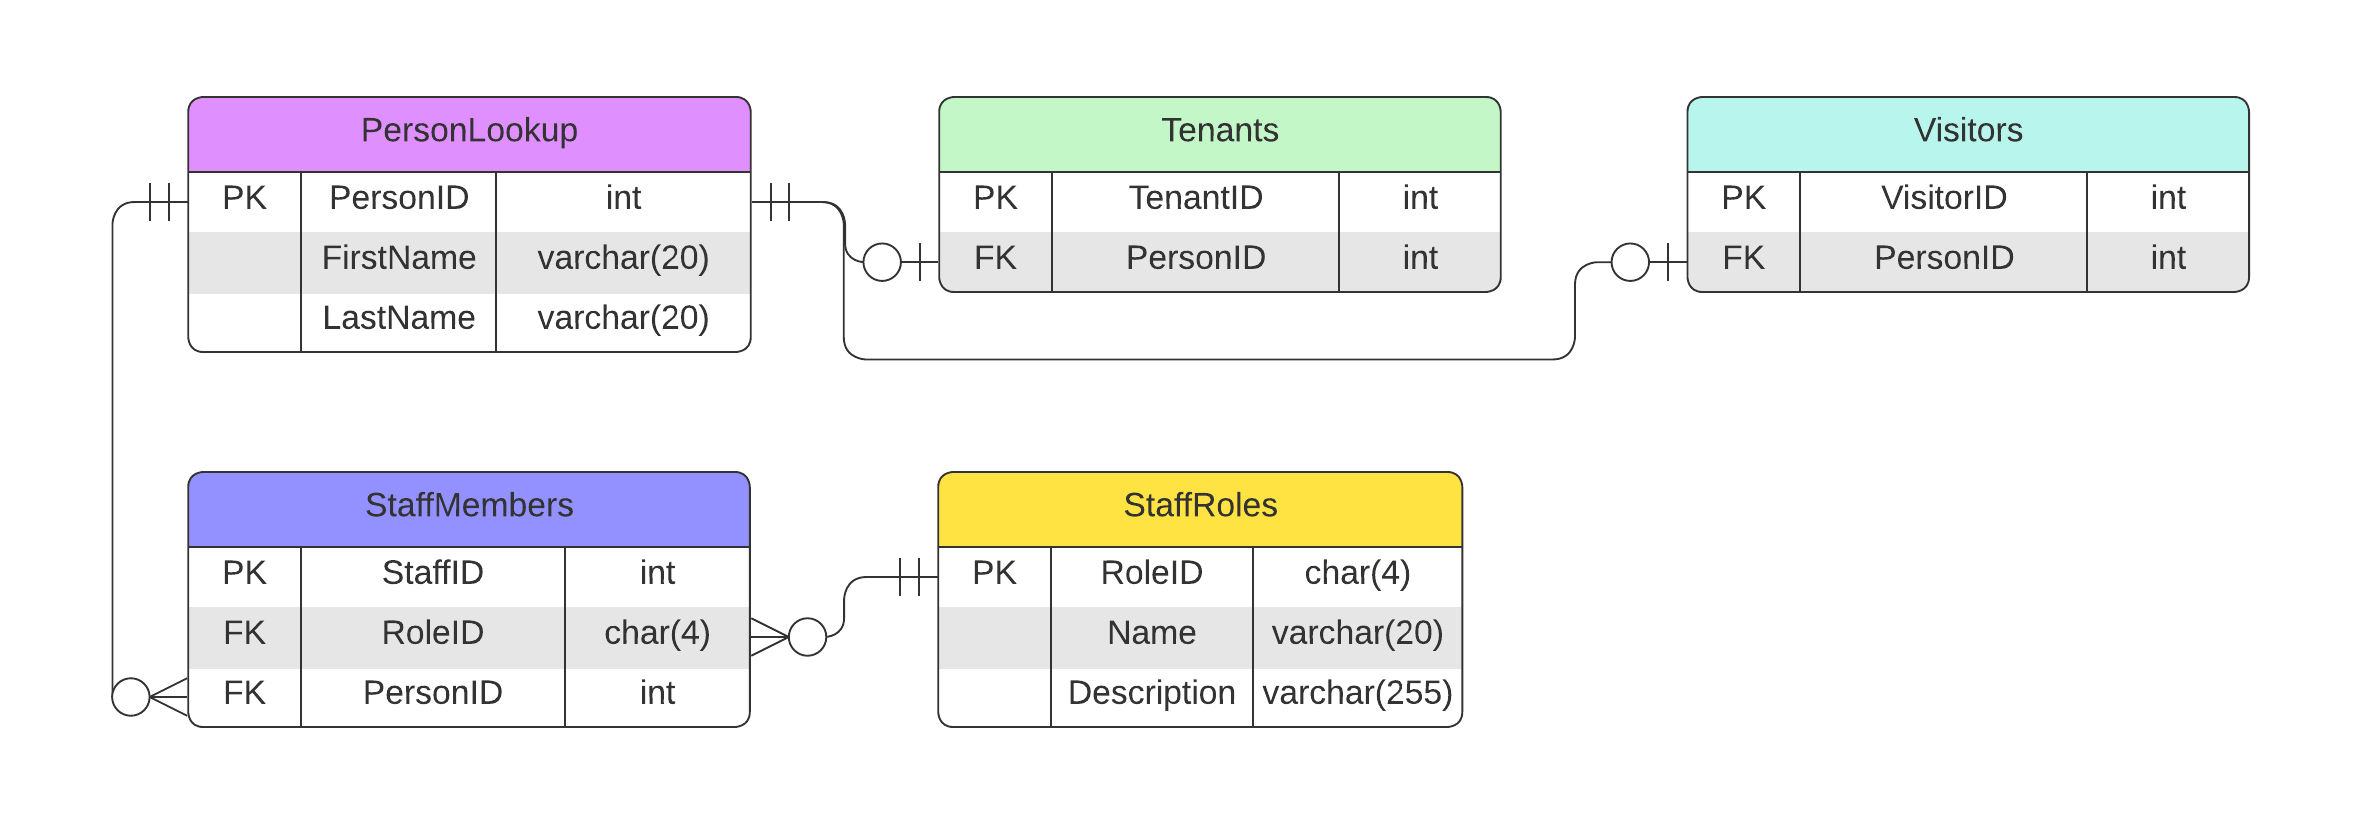 PersonLookup
PK PersonID int
FirstName varchar(20)
LastName varchar(20)
Tenants
PK TenantID int
FK PersonID int
Visitors
PK VisitorID int
FK PersonID int
StaffMembers
PK StaffID int
FK RoleID char(4)
FK PersonID int
StaffRoles
PK RoleID char(4)
Name varchar(20)
Description varchar(255)